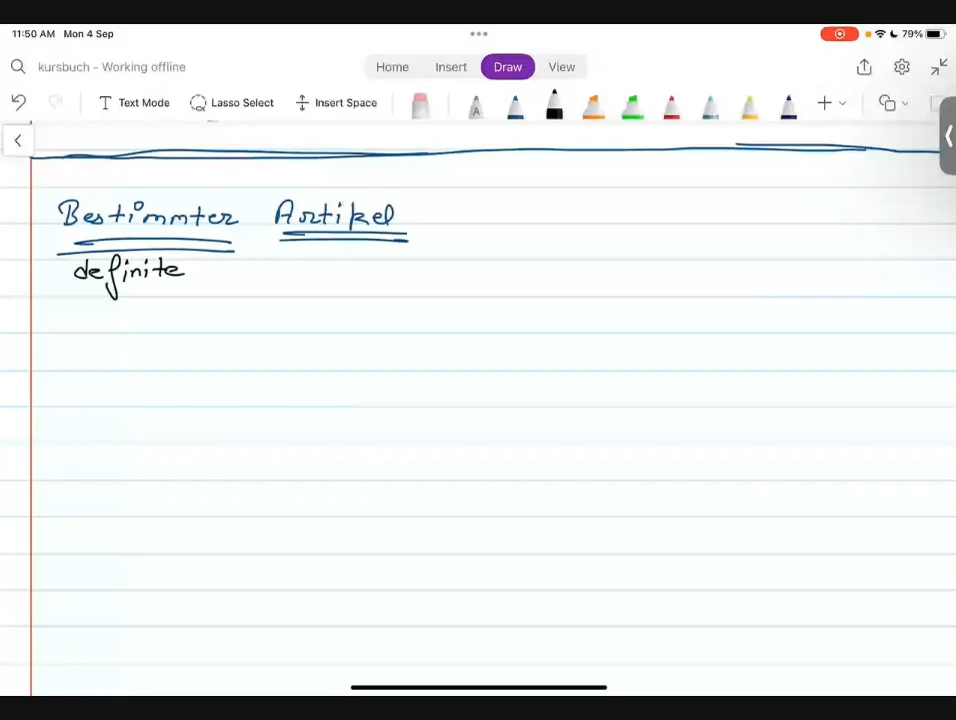 11:50 AM Mon 4 Sep 79%
kursbuch - Working offline Home Insert Draw View
Text Mode Lasso Select Insert Space A
Bestimmter Artikel
definite